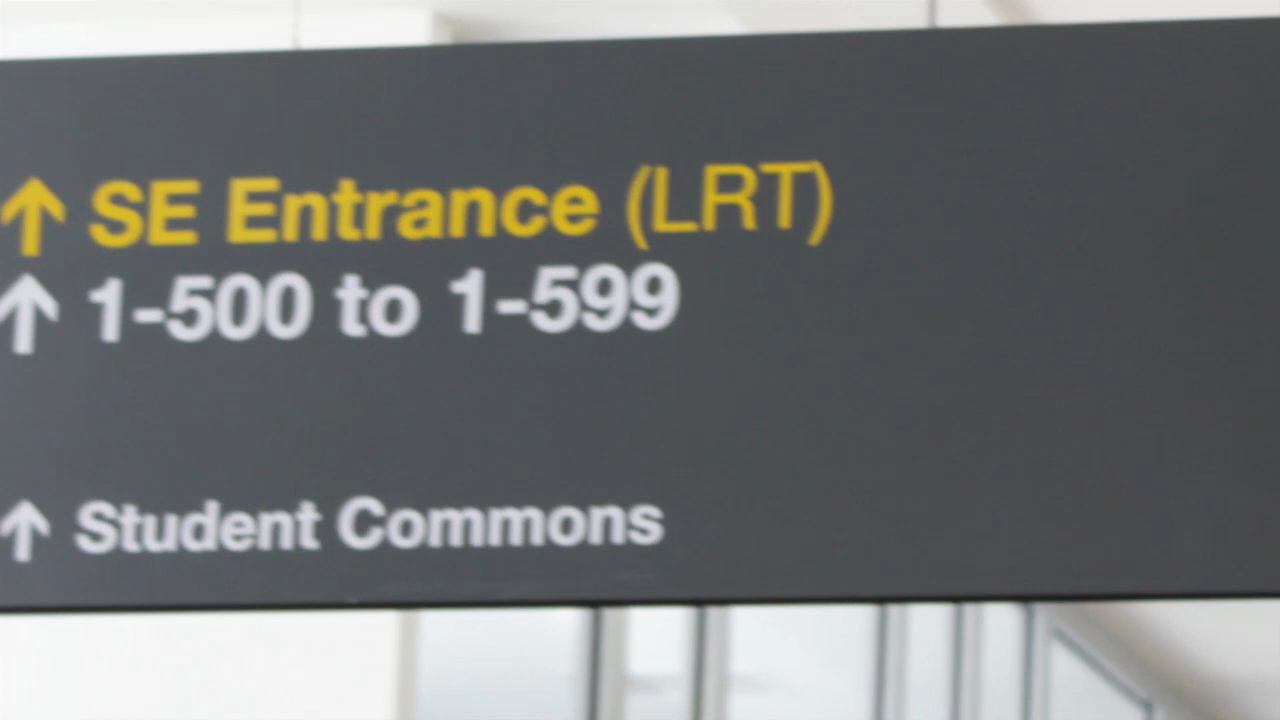 ↑ SE Entrance (LRT)
↑ 1-500 to 1-599
↑ Student Commons